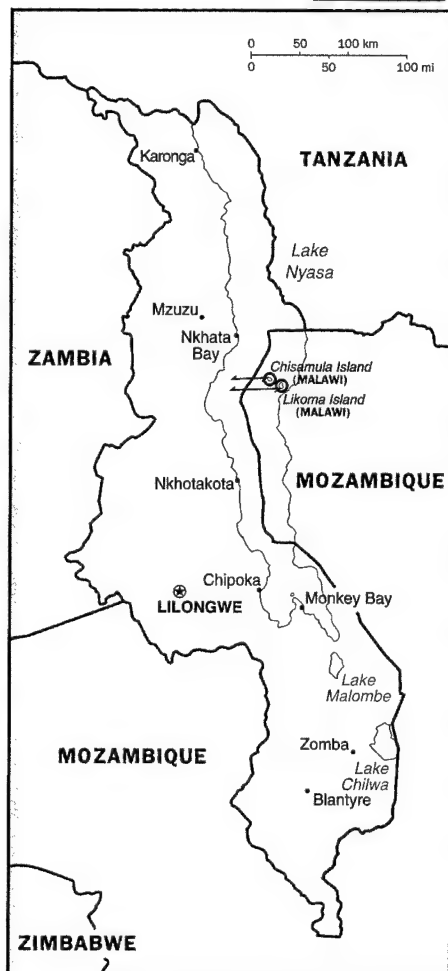 0 50 100 km
0 50 100 mi
Karonga
TANZANIA
Lake
Nyasa
Mzuzu
Nkhata
Bay
ZAMBIA
Chisamula Island
(MALAWI)
Likoma Island
(MALAWI)
MOZAMBIQUE
Nkhotakota
Chipoka
LILONGWE
Monkey Bay
Lake
Malombe
MOZAMBIQUE
Zomba
Lake
Chilwa
Blantyre
ZIMBABWE